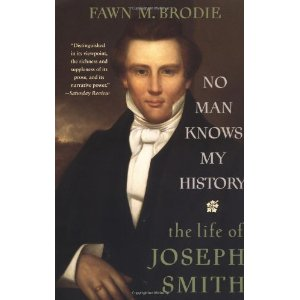 FAWN M. BRODIE
"Distinguished
in its viewpoint,
the richness and
suppleness of its
prose, and its
narrative power."
—Saturday Review
NO
MAN
KNOWS
MY
HISTORY
the life of
JOSEPH
SMITH